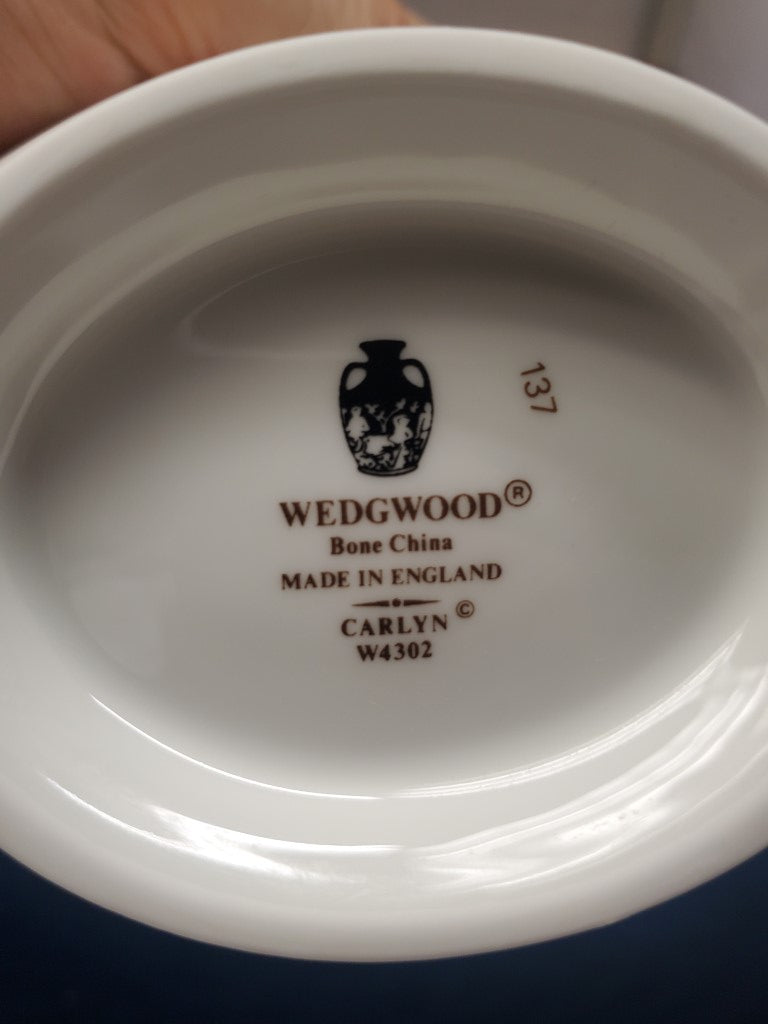 137
WEDGWOOD®
Bone China
MADE IN ENGLAND
CARLYN ©
W4302